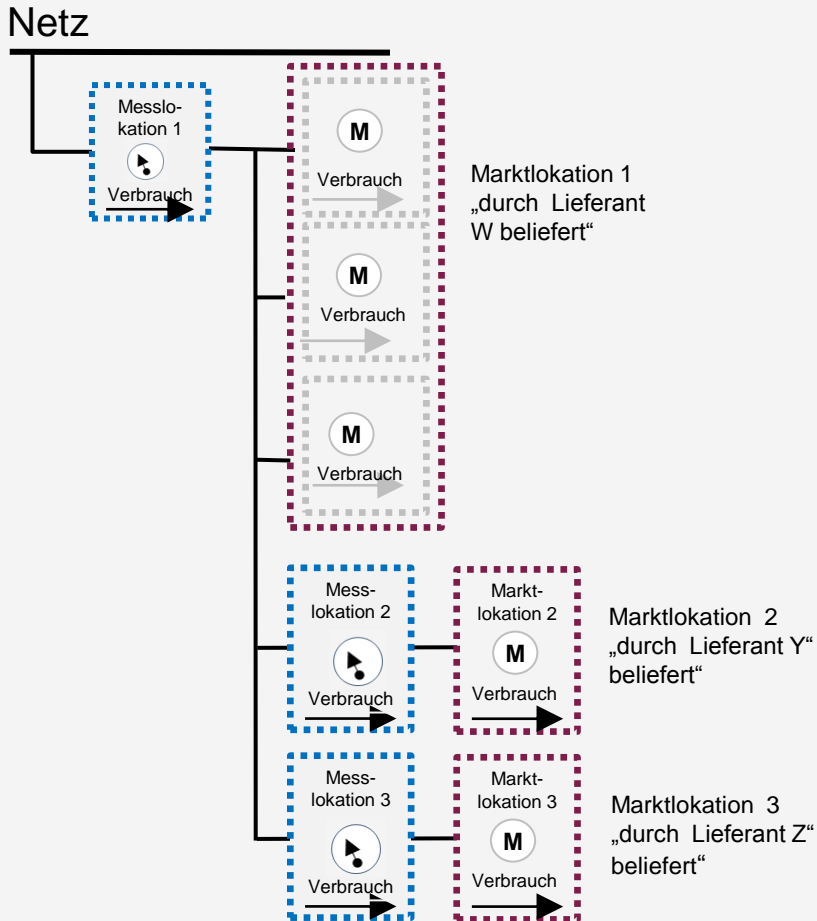 Netz
Messlo-
kation 1
Verbrauch
M
Verbrauch
M
Verbrauch
M
Verbrauch
Marktlokation 1
„durch Lieferant
W beliefert“
Mess-
lokation 2
Verbrauch
Markt-
lokation 2
M
Verbrauch
Marktlokation 2
„durch Lieferant Y“
beliefert“
Mess-
lokation 3
Verbrauch
Markt-
lokation 3
M
Verbrauch
Marktlokation 3
„durch Lieferant Z“
beliefert“